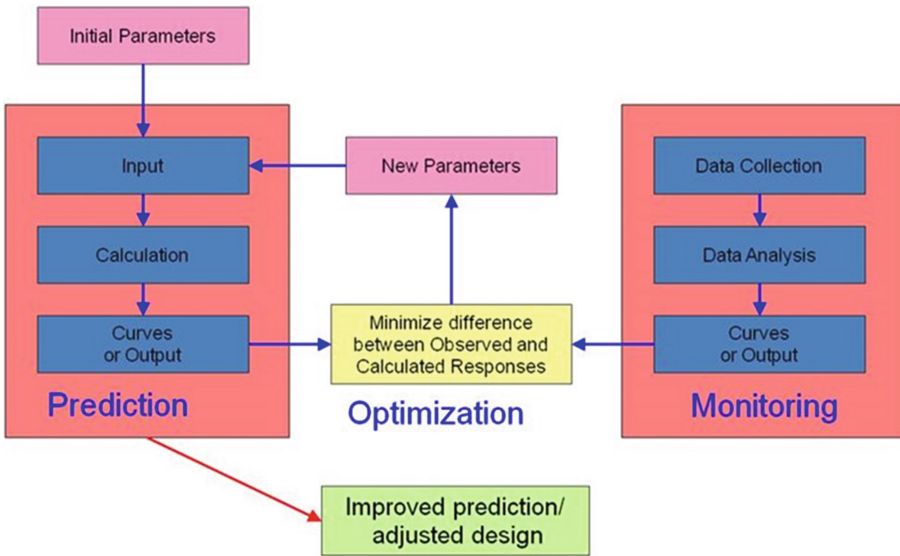 Initial Parameters
Input
New Parameters
Data Collection
Calculation
Data Analysis
Curves
or Output
Minimize difference
between Observed and
Calculated Responses
Curves
or Output
Prediction
Optimization
Monitoring
Improved prediction/
adjusted design